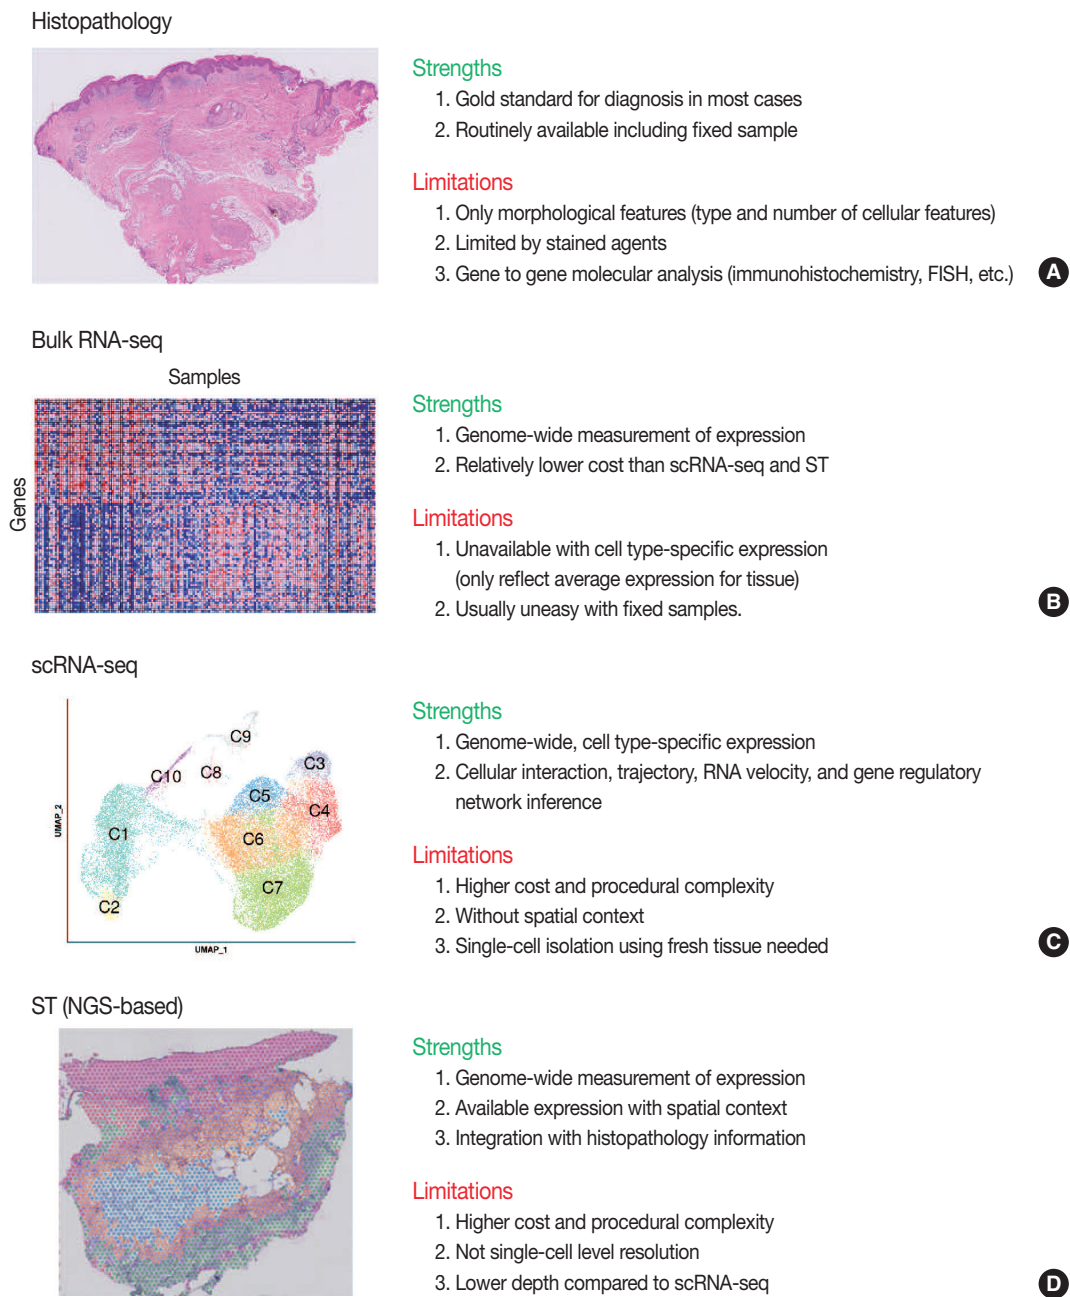 Histopathology
Strengths
1. Gold standard for diagnosis in most cases
2. Routinely available including fixed sample
Limitations
1. Only morphological features (type and number of cellular features)
2. Limited by stained agents
3. Gene to gene molecular analysis (immunohistochemistry, FISH, etc.)
A
Bulk RNA-seq
Samples
Genes
Strengths
1. Genome-wide measurement of expression
2. Relatively lower cost than scRNA-seq and ST
Limitations
1. Unavailable with cell type-specific expression
(only reflect average expression for tissue)
2. Usually uneasy with fixed samples.
B
scRNA-seq
C9
C10
C8
C3
C5
C4
C1
C6
C7
C2
UMAP_2
UMAP_1
Strengths
1. Genome-wide, cell type-specific expression
2. Cellular interaction, trajectory, RNA velocity, and gene regulatory
network inference
Limitations
1. Higher cost and procedural complexity
2. Without spatial context
3. Single-cell isolation using fresh tissue needed
C
ST (NGS-based)
Strengths
1. Genome-wide measurement of expression
2. Available expression with spatial context
3. Integration with histopathology information
Limitations
1. Higher cost and procedural complexity
2. Not single-cell level resolution
3. Lower depth compared to scRNA-seq
D